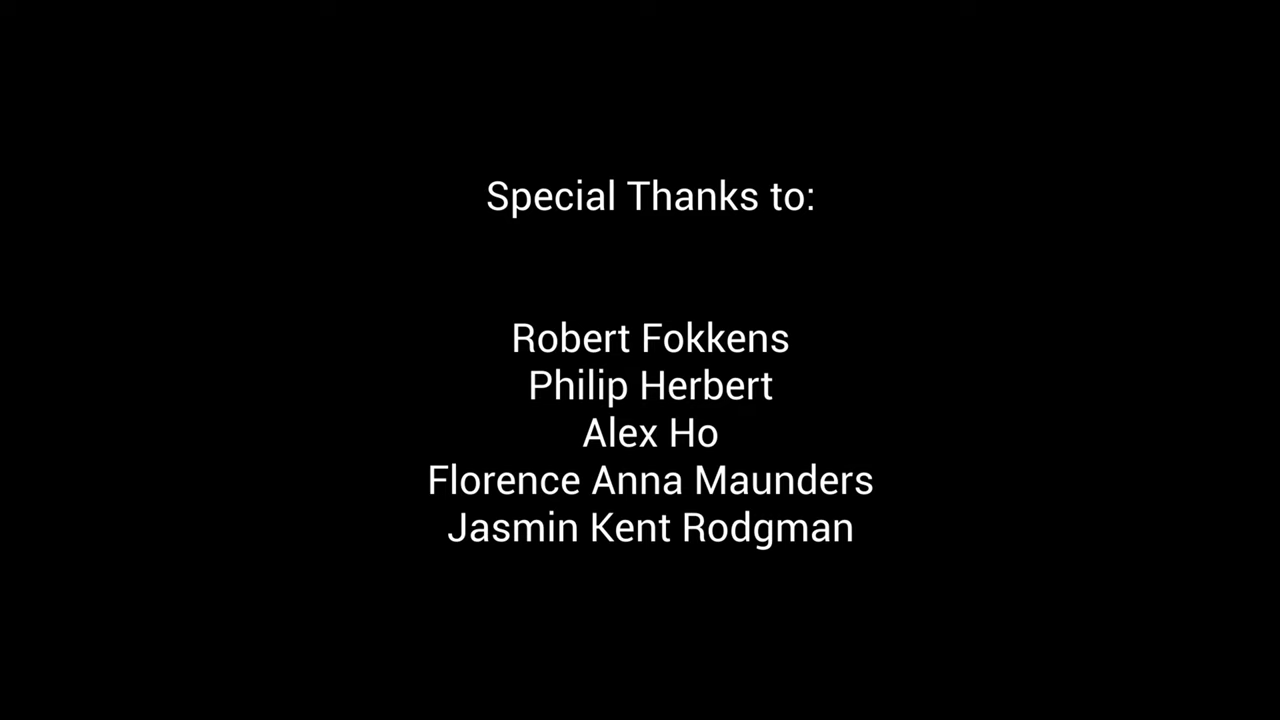 Special Thanks to:
Robert Fokkens
Philip Herbert
Alex Ho
Florence Anna Maunders
Jasmin Kent Rodgman